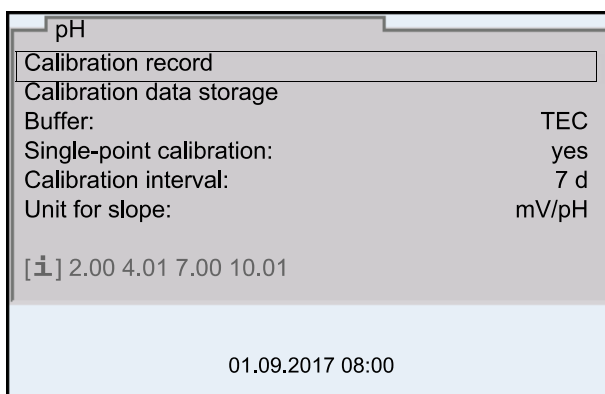 pH
Calibration record
Calibration data storage
Buffer: TEC
Single-point calibration: yes
Calibration interval: 7 d
Unit for slope: mV/pH
[i] 2.00 4.01 7.00 10.01
01.09.2017 08:00